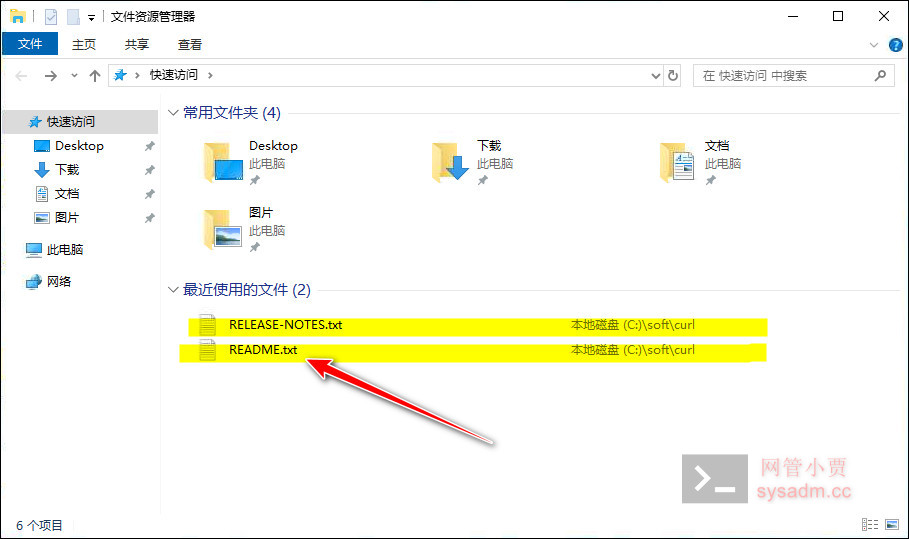 文件资源管理器
文件 主页 共享 查看
快速访问
在 快速访问 中搜索
快速访问
Desktop
下载
文档
图片
此电脑
网络
常用文件夹 (4)
Desktop
此电脑
下载
此电脑
文档
此电脑
图片
此电脑
最近使用的文件 (2)
RELEASE-NOTES.txt 本地磁盘 (C:)\soft\curl
README.txt 本地磁盘 (C:)\soft\curl
网管小贾
sysadm.cc
6 个项目